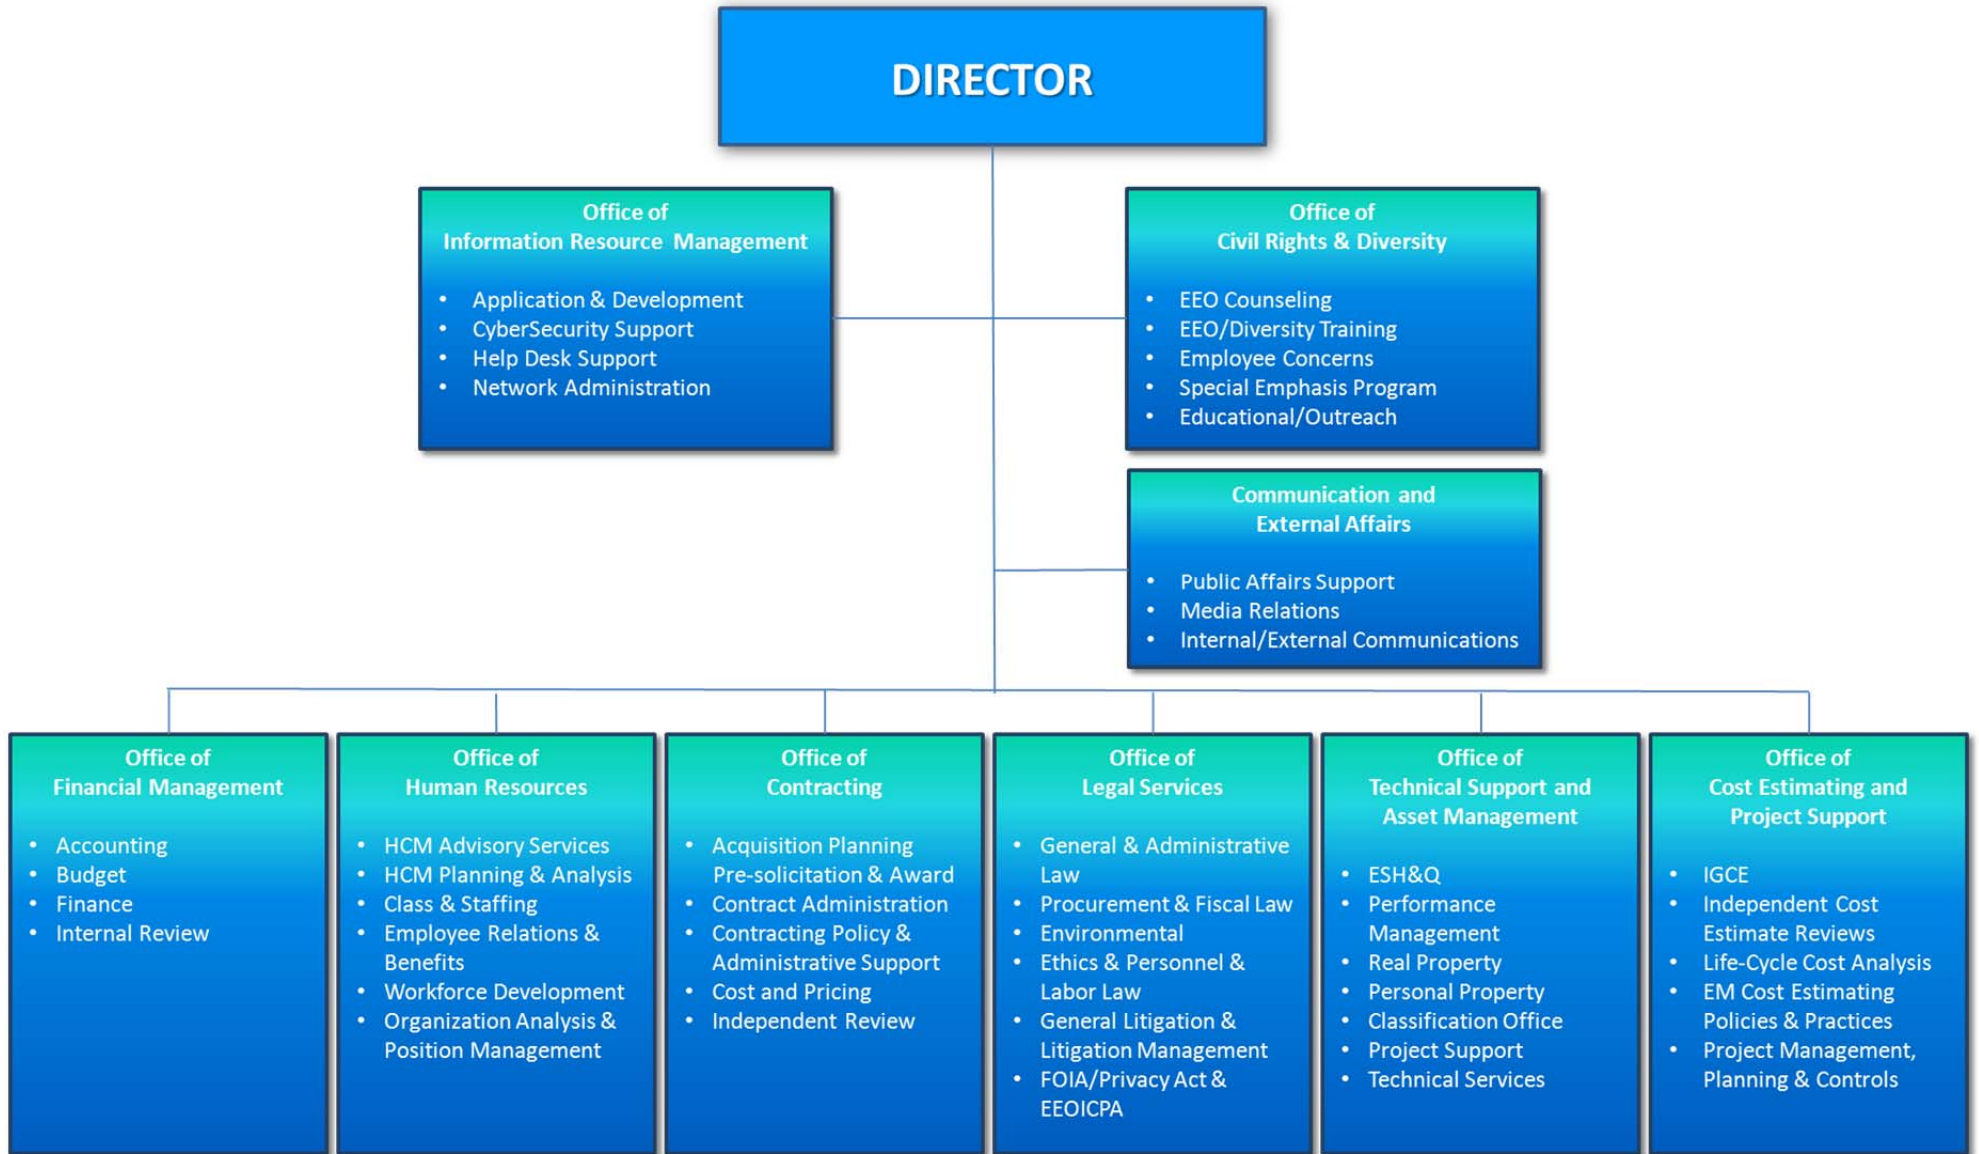 DIRECTOR
Office of
Information Resource Management
• Application & Development
• CyberSecurity Support
• Help Desk Support
• Network Administration
Office of
Civil Rights & Diversity
• EEO Counseling
• EEO/Diversity Training
• Employee Concerns
• Special Emphasis Program
• Educational/Outreach
Communication and
External Affairs
• Public Affairs Support
• Media Relations
• Internal/External Communications
Office of
Financial Management
• Accounting
• Budget
• Finance
• Internal Review
Office of
Human Resources
• HCM Advisory Services
• HCM Planning & Analysis
• Class & Staffing
• Employee Relations &
Benefits
• Workforce Development
• Organization Analysis &
Position Management
Office of
Contracting
• Acquisition Planning
Pre-solicitation & Award
• Contract Administration
• Contracting Policy &
Administrative Support
• Cost and Pricing
• Independent Review
Office of
Legal Services
• General & Administrative
Law
• Procurement & Fiscal Law
• Environmental
• Ethics & Personnel &
Labor Law
• General Litigation &
Litigation Management
• FOIA/Privacy Act &
EEOICPA
Office of
Technical Support and
Asset Management
• ESH&Q
• Performance
Management
• Real Property
• Personal Property
• Classification Office
• Project Support
• Technical Services
Office of
Cost Estimating and
Project Support
• IGCE
• Independent Cost
Estimate Reviews
• Life-Cycle Cost Analysis
• EM Cost Estimating
Policies & Practices
• Project Management,
Planning & Controls